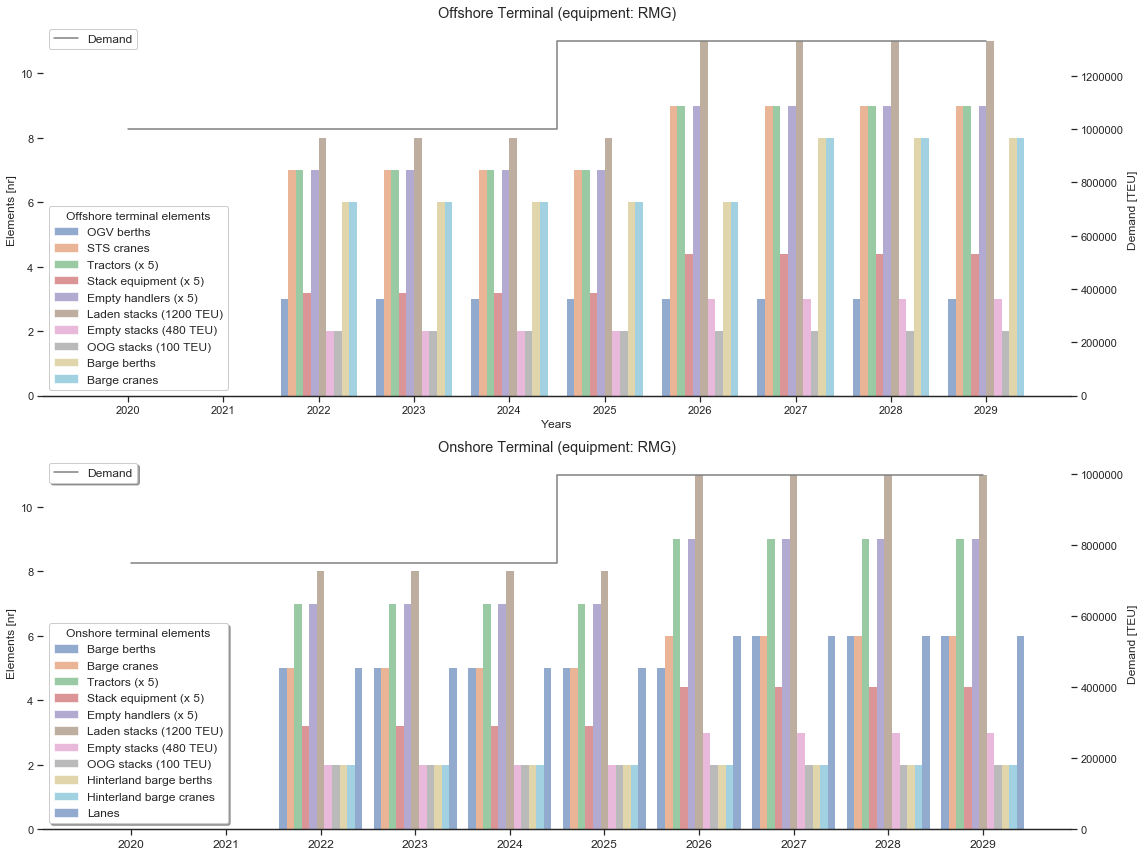 Offshore Terminal (equipment: RMG)
Demand
Elements [nr]
10
8
6
4
2
0
Offshore terminal elements
OGV berths
STS cranes
Tractors (x 5)
Stack equipment (x 5)
Empty handlers (x 5)
Laden stacks (1200 TEU)
Empty stacks (480 TEU)
OOG stacks (100 TEU)
Barge berths
Barge cranes
1200000
1000000
800000
600000
400000
200000
0
Demand [TEU]
2020 2021 2022 2023 2024 2025 2026 2027 2028 2029
Years
Onshore Terminal (equipment: RMG)
Demand
Elements [nr]
10
8
6
4
2
0
Onshore terminal elements
Barge berths
Barge cranes
Tractors (x 5)
Stack equipment (x 5)
Empty handlers (x 5)
Laden stacks (1200 TEU)
Empty stacks (480 TEU)
OOG stacks (100 TEU)
Hinterland barge berths
Hinterland barge cranes
Lanes
1000000
800000
600000
400000
200000
0
Demand [TEU]
2020 2021 2022 2023 2024 2025 2026 2027 2028 2029